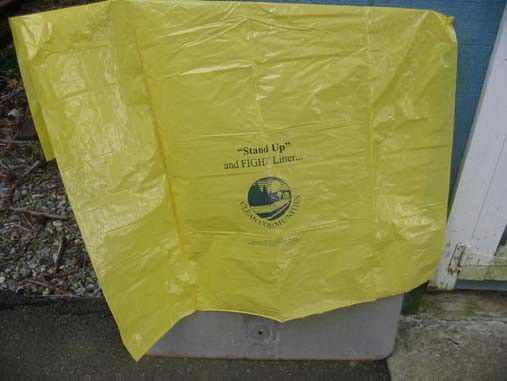 "Stand Up"
and FIGHT Litter...
CLEAN COMMUNITIES